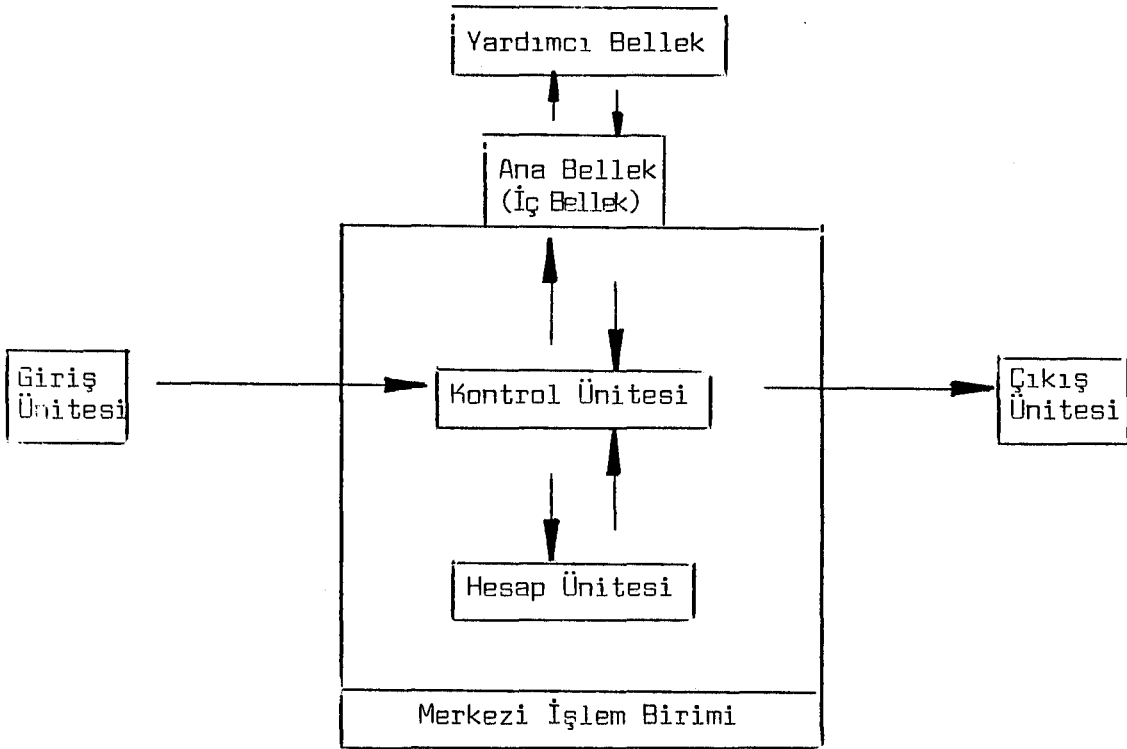 Yardımcı Bellek
Ana Bellek
(İç Bellek)
Giriş
Ünitesi
Kontrol Ünitesi
Çıkış
Ünitesi
Hesap Ünitesi
Merkezi İşlem Birimi